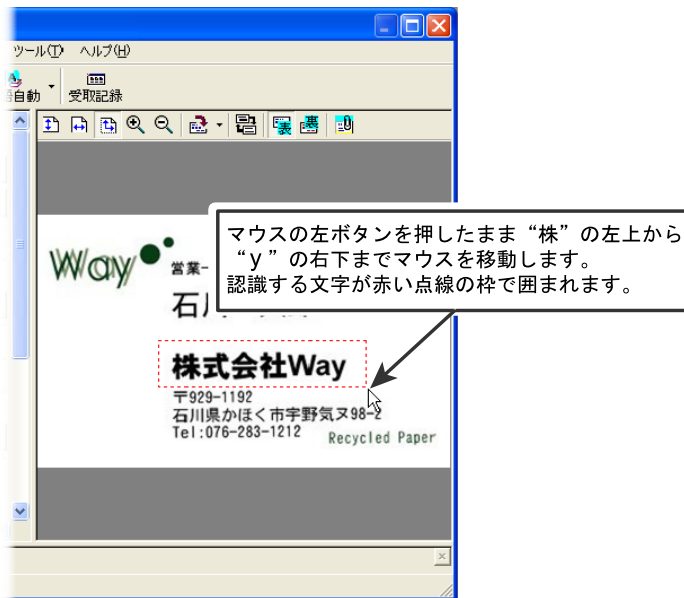 ツール(T) ヘルプ(H)
自動
受取記録
表
裏
マウスの左ボタンを押したまま“株”の左上から
“y”の右下までマウスを移動します。
認識する文字が赤い点線の枠で囲まれます。
Way
営業-
石川
株式会社Way
〒929-1192
石川県かほく市宇野気ヌ98-2
Tel:076-283-1212
Recycled Paper